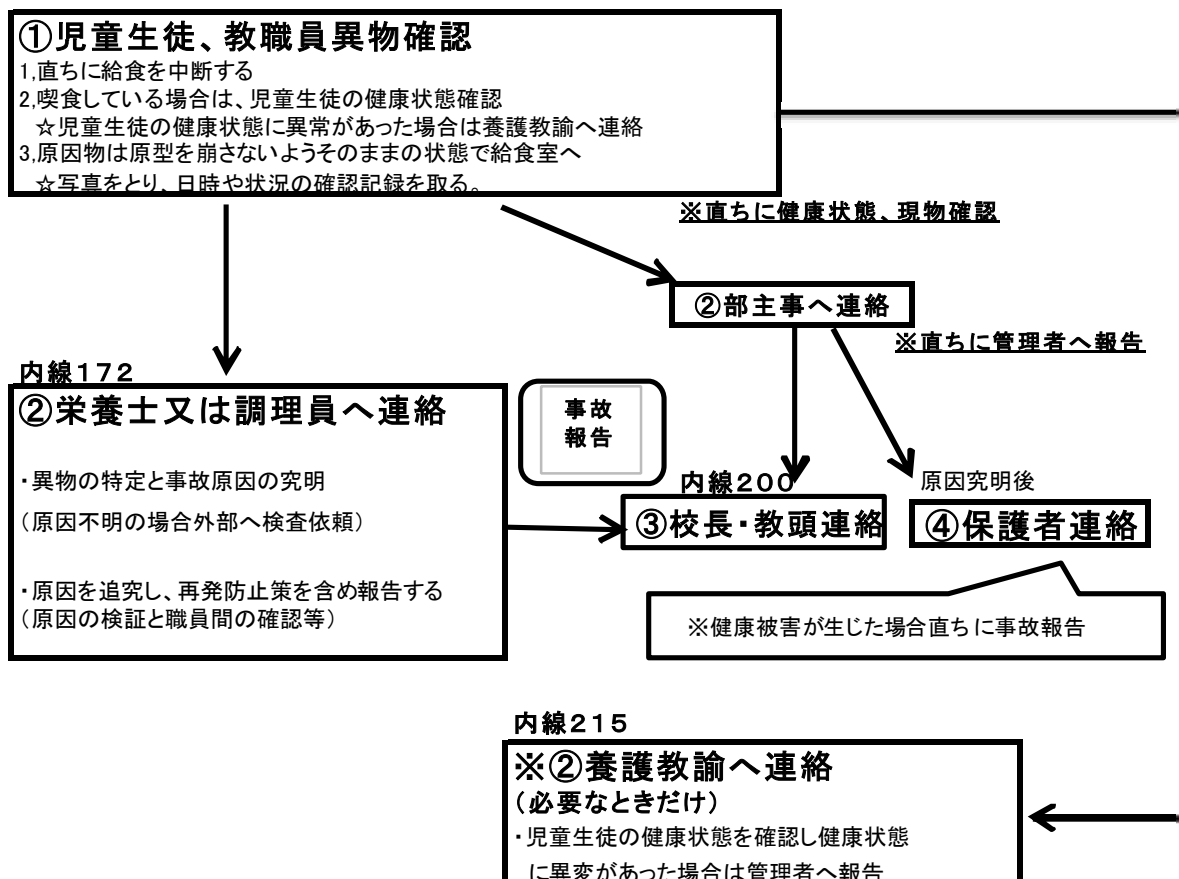 ①児童生徒、教職員異物確認
1,直ちに給食を中断する
2,喫食している場合は、児童生徒の健康状態確認
☆児童生徒の健康状態に異常があった場合は養護教諭へ連絡
3,原因物は原型を崩さないようそのままの状態で給食室へ
☆写真をとり、日時や状況の確認記録を取る。
※直ちに健康状態、現物確認
②部主事へ連絡
※直ちに管理者へ報告
内線172
②栄養士又は調理員へ連絡
・異物の特定と事故原因の究明
(原因不明の場合外部へ検査依頼)
・原因を追究し、再発防止策を含め報告する
(原因の検証と職員間の確認等)
事故
報告
内線200
③校長・教頭連絡
原因究明後
④保護者連絡
※健康被害が生じた場合直ちに事故報告
内線215
※②養護教諭へ連絡
(必要なときだけ)
・児童生徒の健康状態を確認し健康状態
に異変があった場合は管理者へ報告